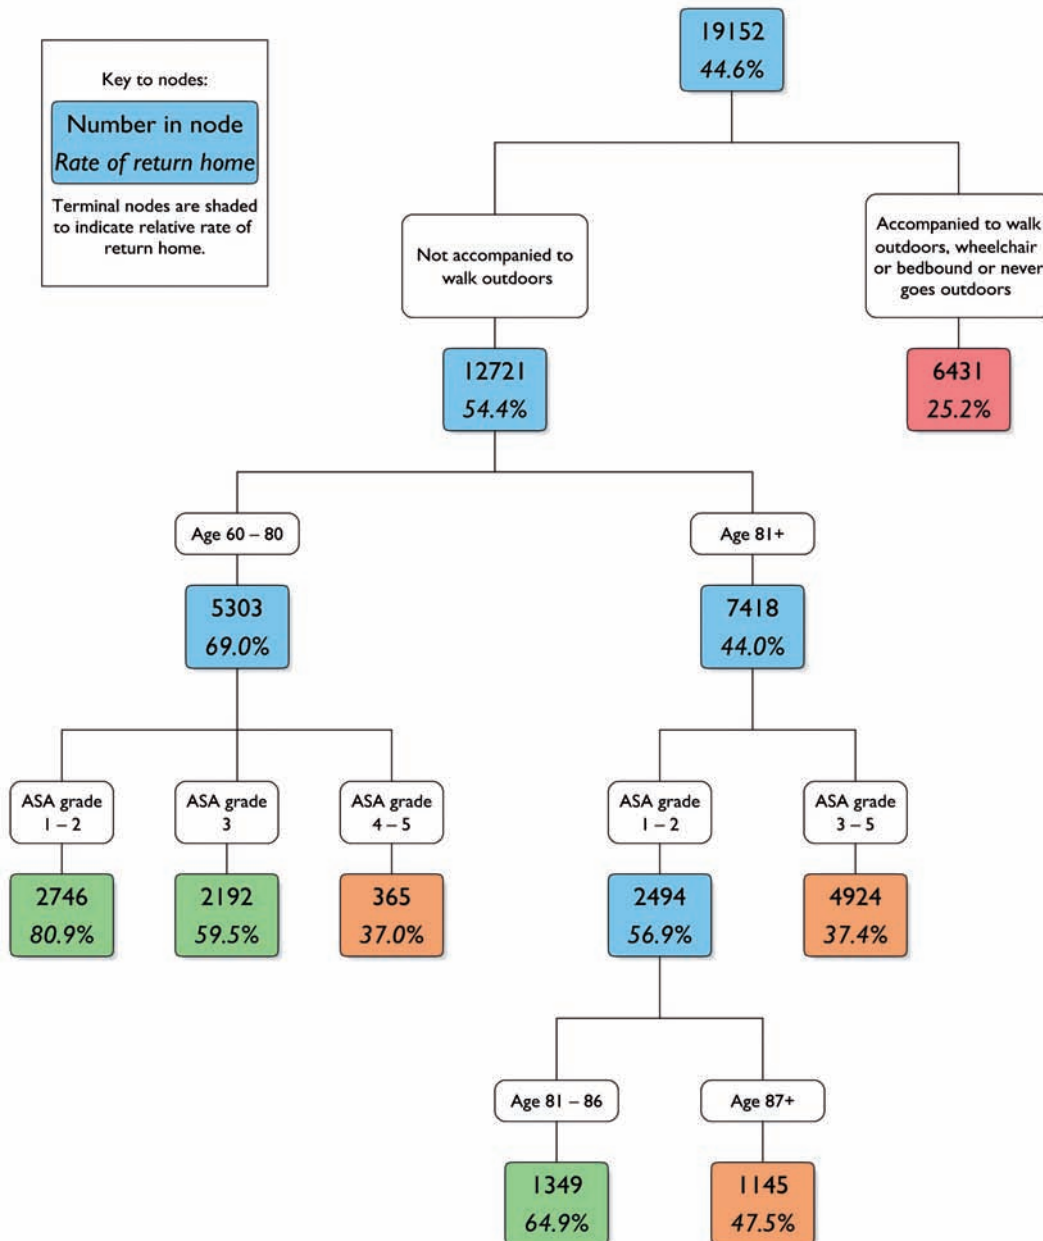 19152
44.6%
Key to nodes:
Number in node
Rate of return home
Terminal nodes are shaded
to indicate relative rate of
return home.
Not accompanied to
walk outdoors
Accompanied to walk
outdoors, wheelchair
or bedbound or never
goes outdoors
12721
54.4%
6431
25.2%
Age 60 – 80
Age 81+
5303
69.0%
7418
44.0%
ASA grade
1 – 2
ASA grade
3
ASA grade
4 – 5
ASA grade
1 – 2
ASA grade
3 – 5
2746
80.9%
2192
59.5%
365
37.0%
2494
56.9%
4924
37.4%
Age 81 – 86
Age 87+
1349
64.9%
1145
47.5%